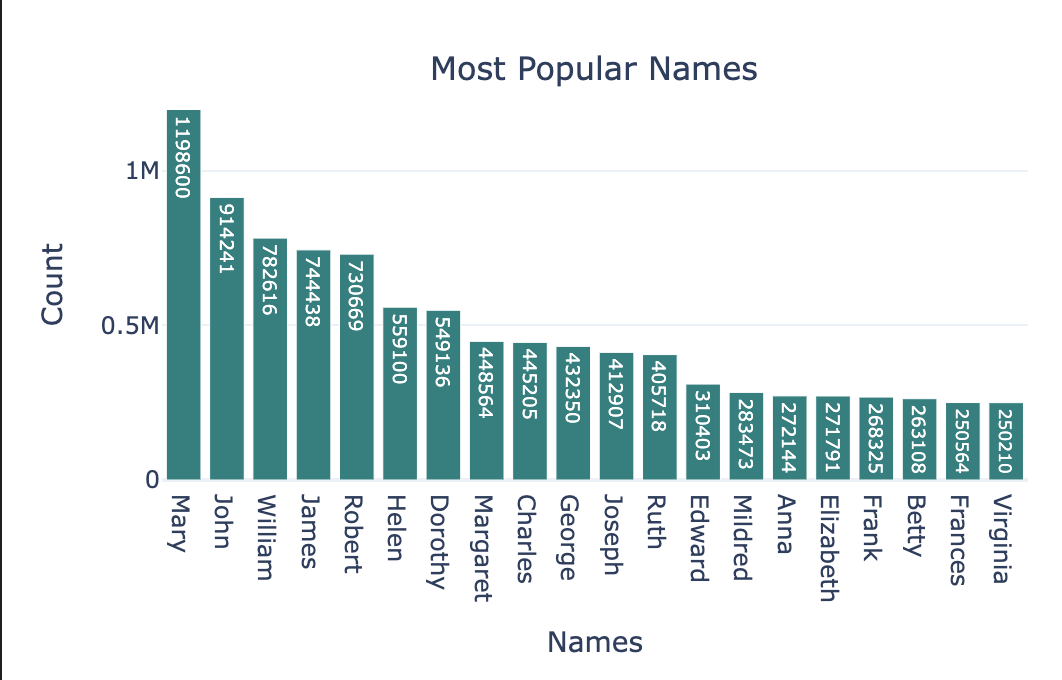 Most Popular Names
Count
1M
0.5M
0
1198600
914241
782616
744438
730669
559100
549136
448564
445205
432350
412907
405718
310403
283473
272144
271791
268325
263108
250564
250210
Mary
John
William
James
Robert
Helen
Dorothy
Margaret
Charles
George
Joseph
Ruth
Edward
Mildred
Anna
Elizabeth
Frank
Betty
Frances
Virginia
Names